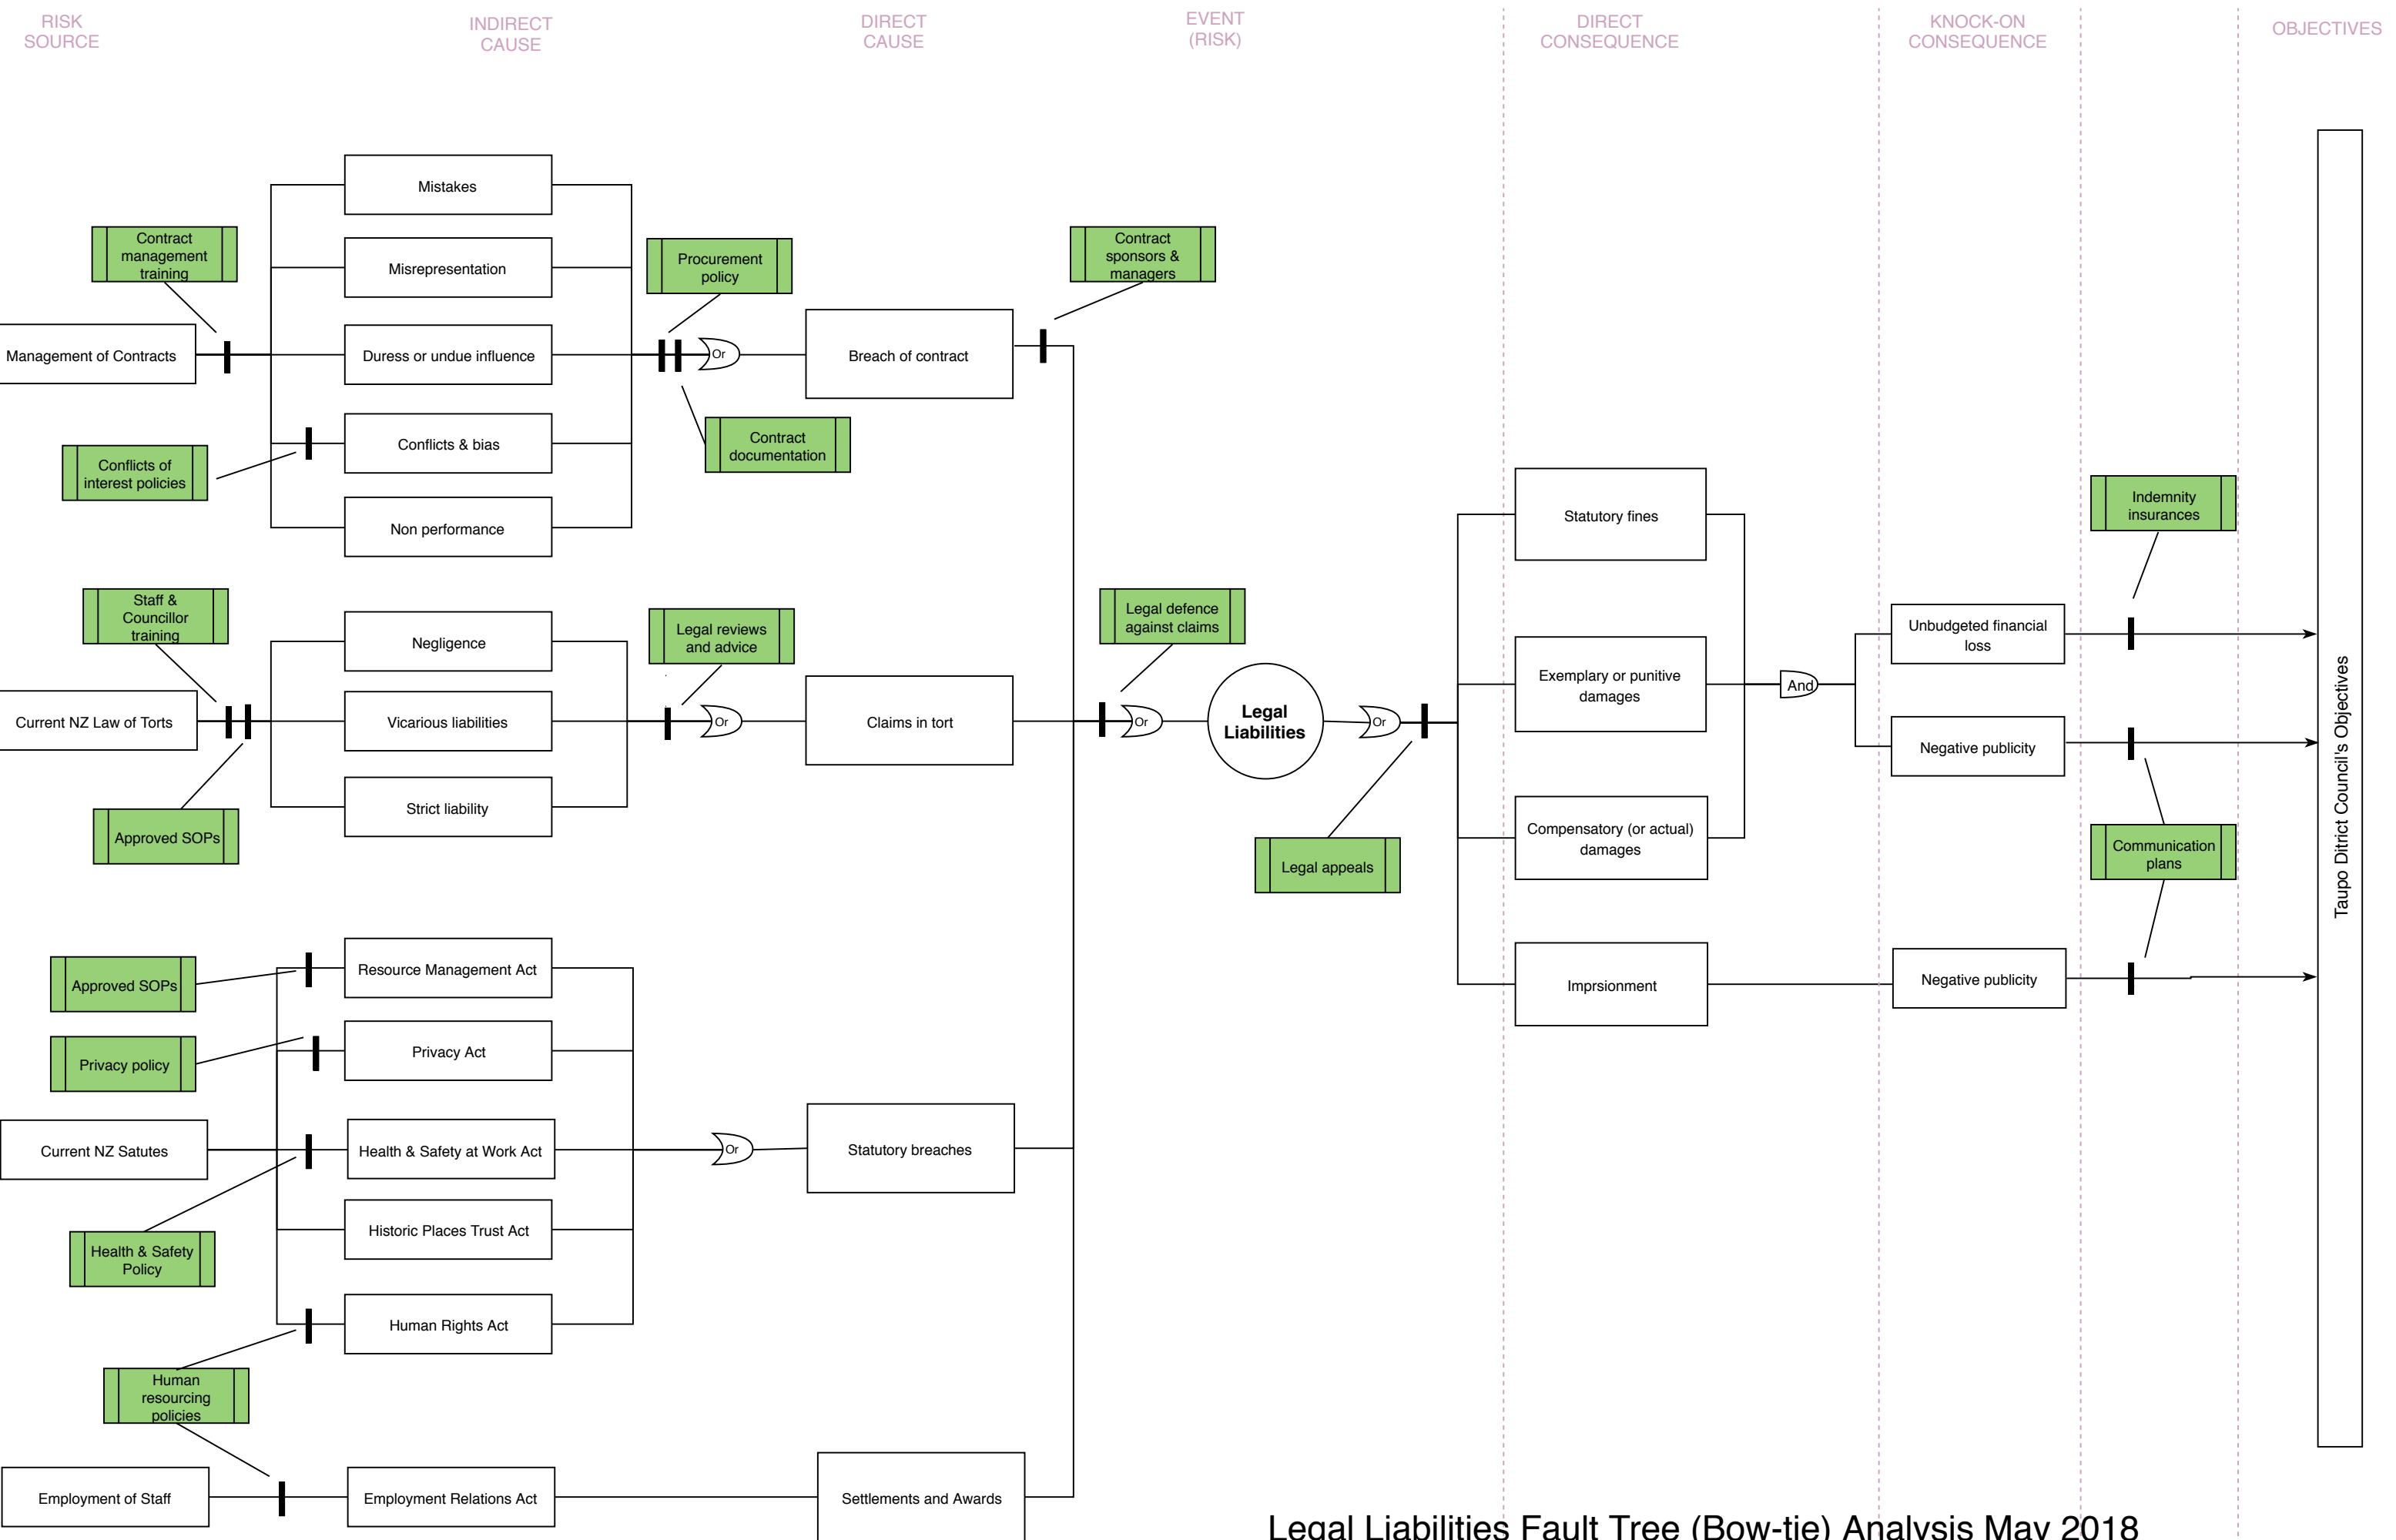 RISK
SOURCE
INDIRECT
CAUSE
DIRECT
CAUSE
EVENT
(RISK)
DIRECT
CONSEQUENCE
KNOCK-ON
CONSEQUENCE
OBJECTIVES
Contract
management
training
Management of Contracts
Conflicts of
interest policies
Mistakes
Misrepresentation
Duress or undue influence
Conflicts & bias
Non performance
Procurement
policy
Or
Contract
documentation
Breach of contract
Contract
sponsors &
managers
Staff &
Councillor
training
Current NZ Law of Torts
Approved SOPs
Negligence
Vicarious liabilities
Strict liability
Legal reviews
and advice
Or
Claims in tort
Legal defence
against claims
Or
Legal
Liabilities
Or
Legal appeals
Statutory fines
Exemplary or punitive
damages
Compensatory (or actual)
damages
Imprsionment
And
Unbudgeted financial
loss
Negative publicity
Negative publicity
Indemnity
insurances
Communication
plans
Taupo Ditrict Council's Objectives
Approved SOPs
Privacy policy
Current NZ Satutes
Health & Safety
Policy
Resource Management Act
Privacy Act
Health & Safety at Work Act
Historic Places Trust Act
Human Rights Act
Or
Statutory breaches
Human
resourcing
policies
Employment of Staff
Employment Relations Act
Settlements and Awards
Legal Liabilities Fault Tree (Bow-tie) Analysis May 2018